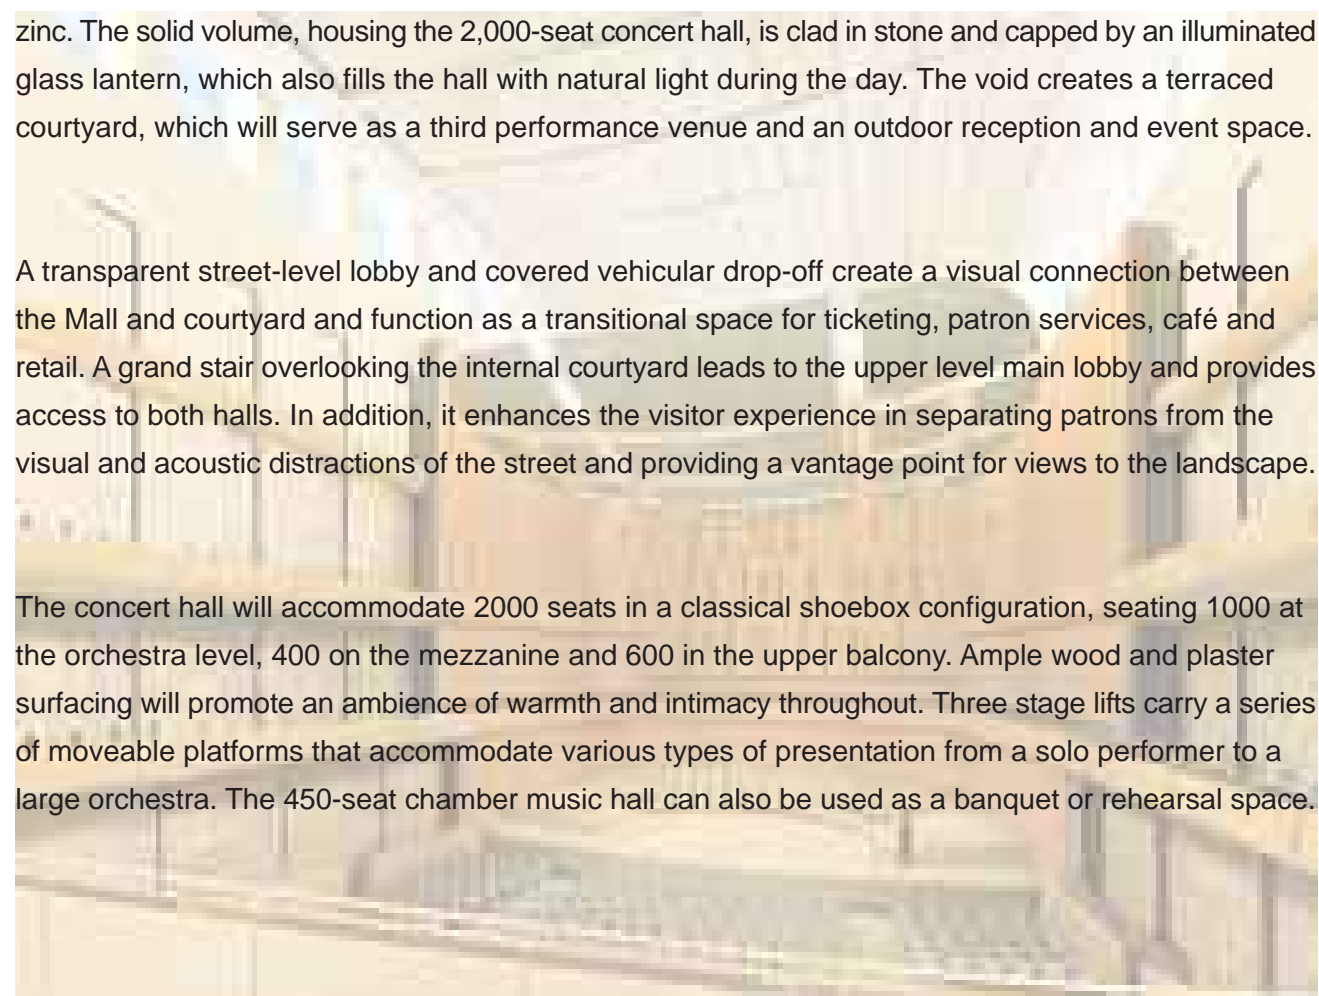 zinc. The solid volume, housing the 2,000-seat concert hall, is clad in stone and capped by an illuminated
glass lantern, which also fills the hall with natural light during the day. The void creates a terraced
courtyard, which will serve as a third performance venue and an outdoor reception and event space.
A transparent street-level lobby and covered vehicular drop-off create a visual connection between
the Mall and courtyard and function as a transitional space for ticketing, patron services, café and
retail. A grand stair overlooking the internal courtyard leads to the upper level main lobby and provides
access to both halls. In addition, it enhances the visitor experience in separating patrons from the
visual and acoustic distractions of the street and providing a vantage point for views to the landscape.
The concert hall will accommodate 2000 seats in a classical shoebox configuration, seating 1000 at
the orchestra level, 400 on the mezzanine and 600 in the upper balcony. Ample wood and plaster
surfacing will promote an ambience of warmth and intimacy throughout. Three stage lifts carry a series
of moveable platforms that accommodate various types of presentation from a solo performer to a
large orchestra. The 450-seat chamber music hall can also be used as a banquet or rehearsal space.